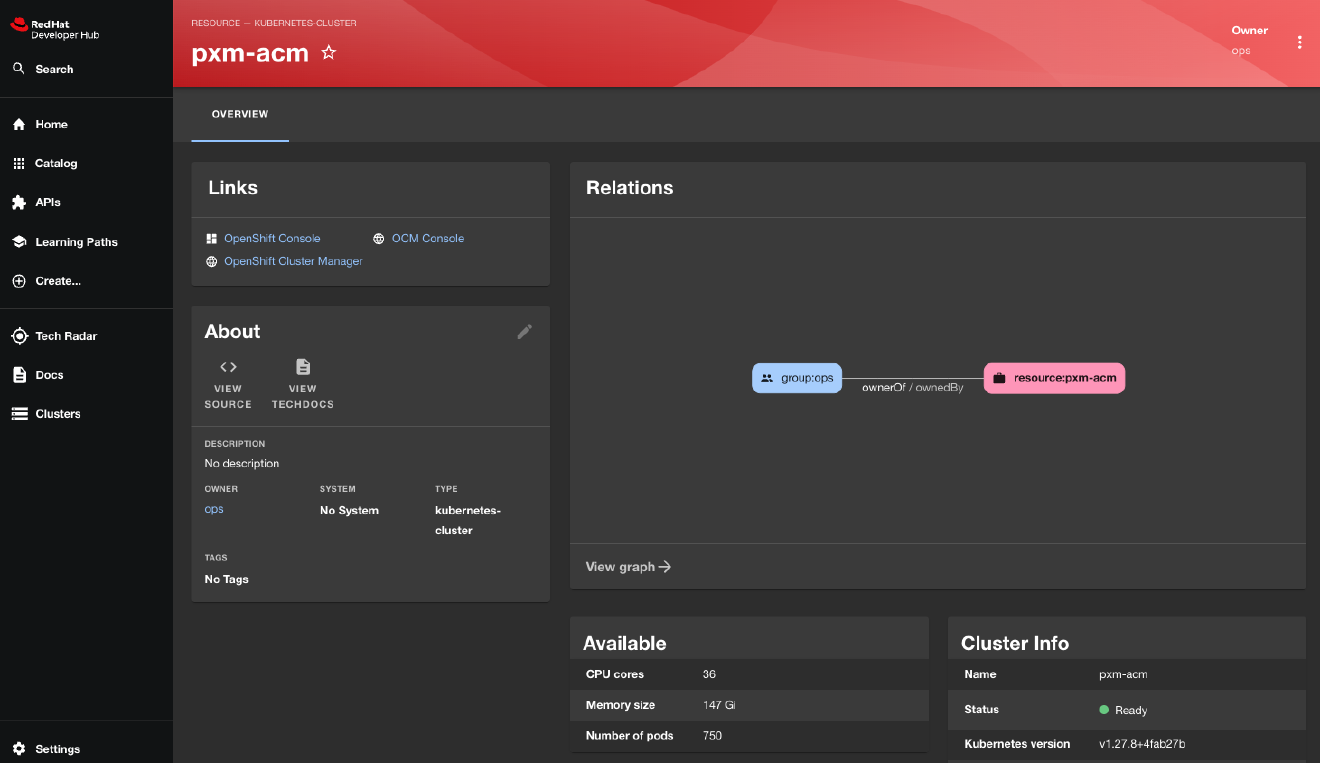 Red Hat
Developer Hub
Search
Home
Catalog
APIs
Learning Paths
Create...
Tech Radar
Docs
Clusters
Settings
RESOURCE — KUBERNETES-CLUSTER
pxm-acm
Owner
ops
OVERVIEW
Links
OpenShift Console
OCM Console
OpenShift Cluster Manager
About
VIEW
SOURCE
VIEW
TECHDOCS
DESCRIPTION
No description
OWNER
SYSTEM
TYPE
ops
No System
kubernetes-
cluster
TAGS
No Tags
Relations
group:ops
ownerOf / ownedBy
resource:pxm-acm
View graph
Available
CPU cores 36
Memory size 147 Gi
Number of pods 750
Cluster Info
Name pxm-acm
Status Ready
Kubernetes version v1.27.8+4fab27b